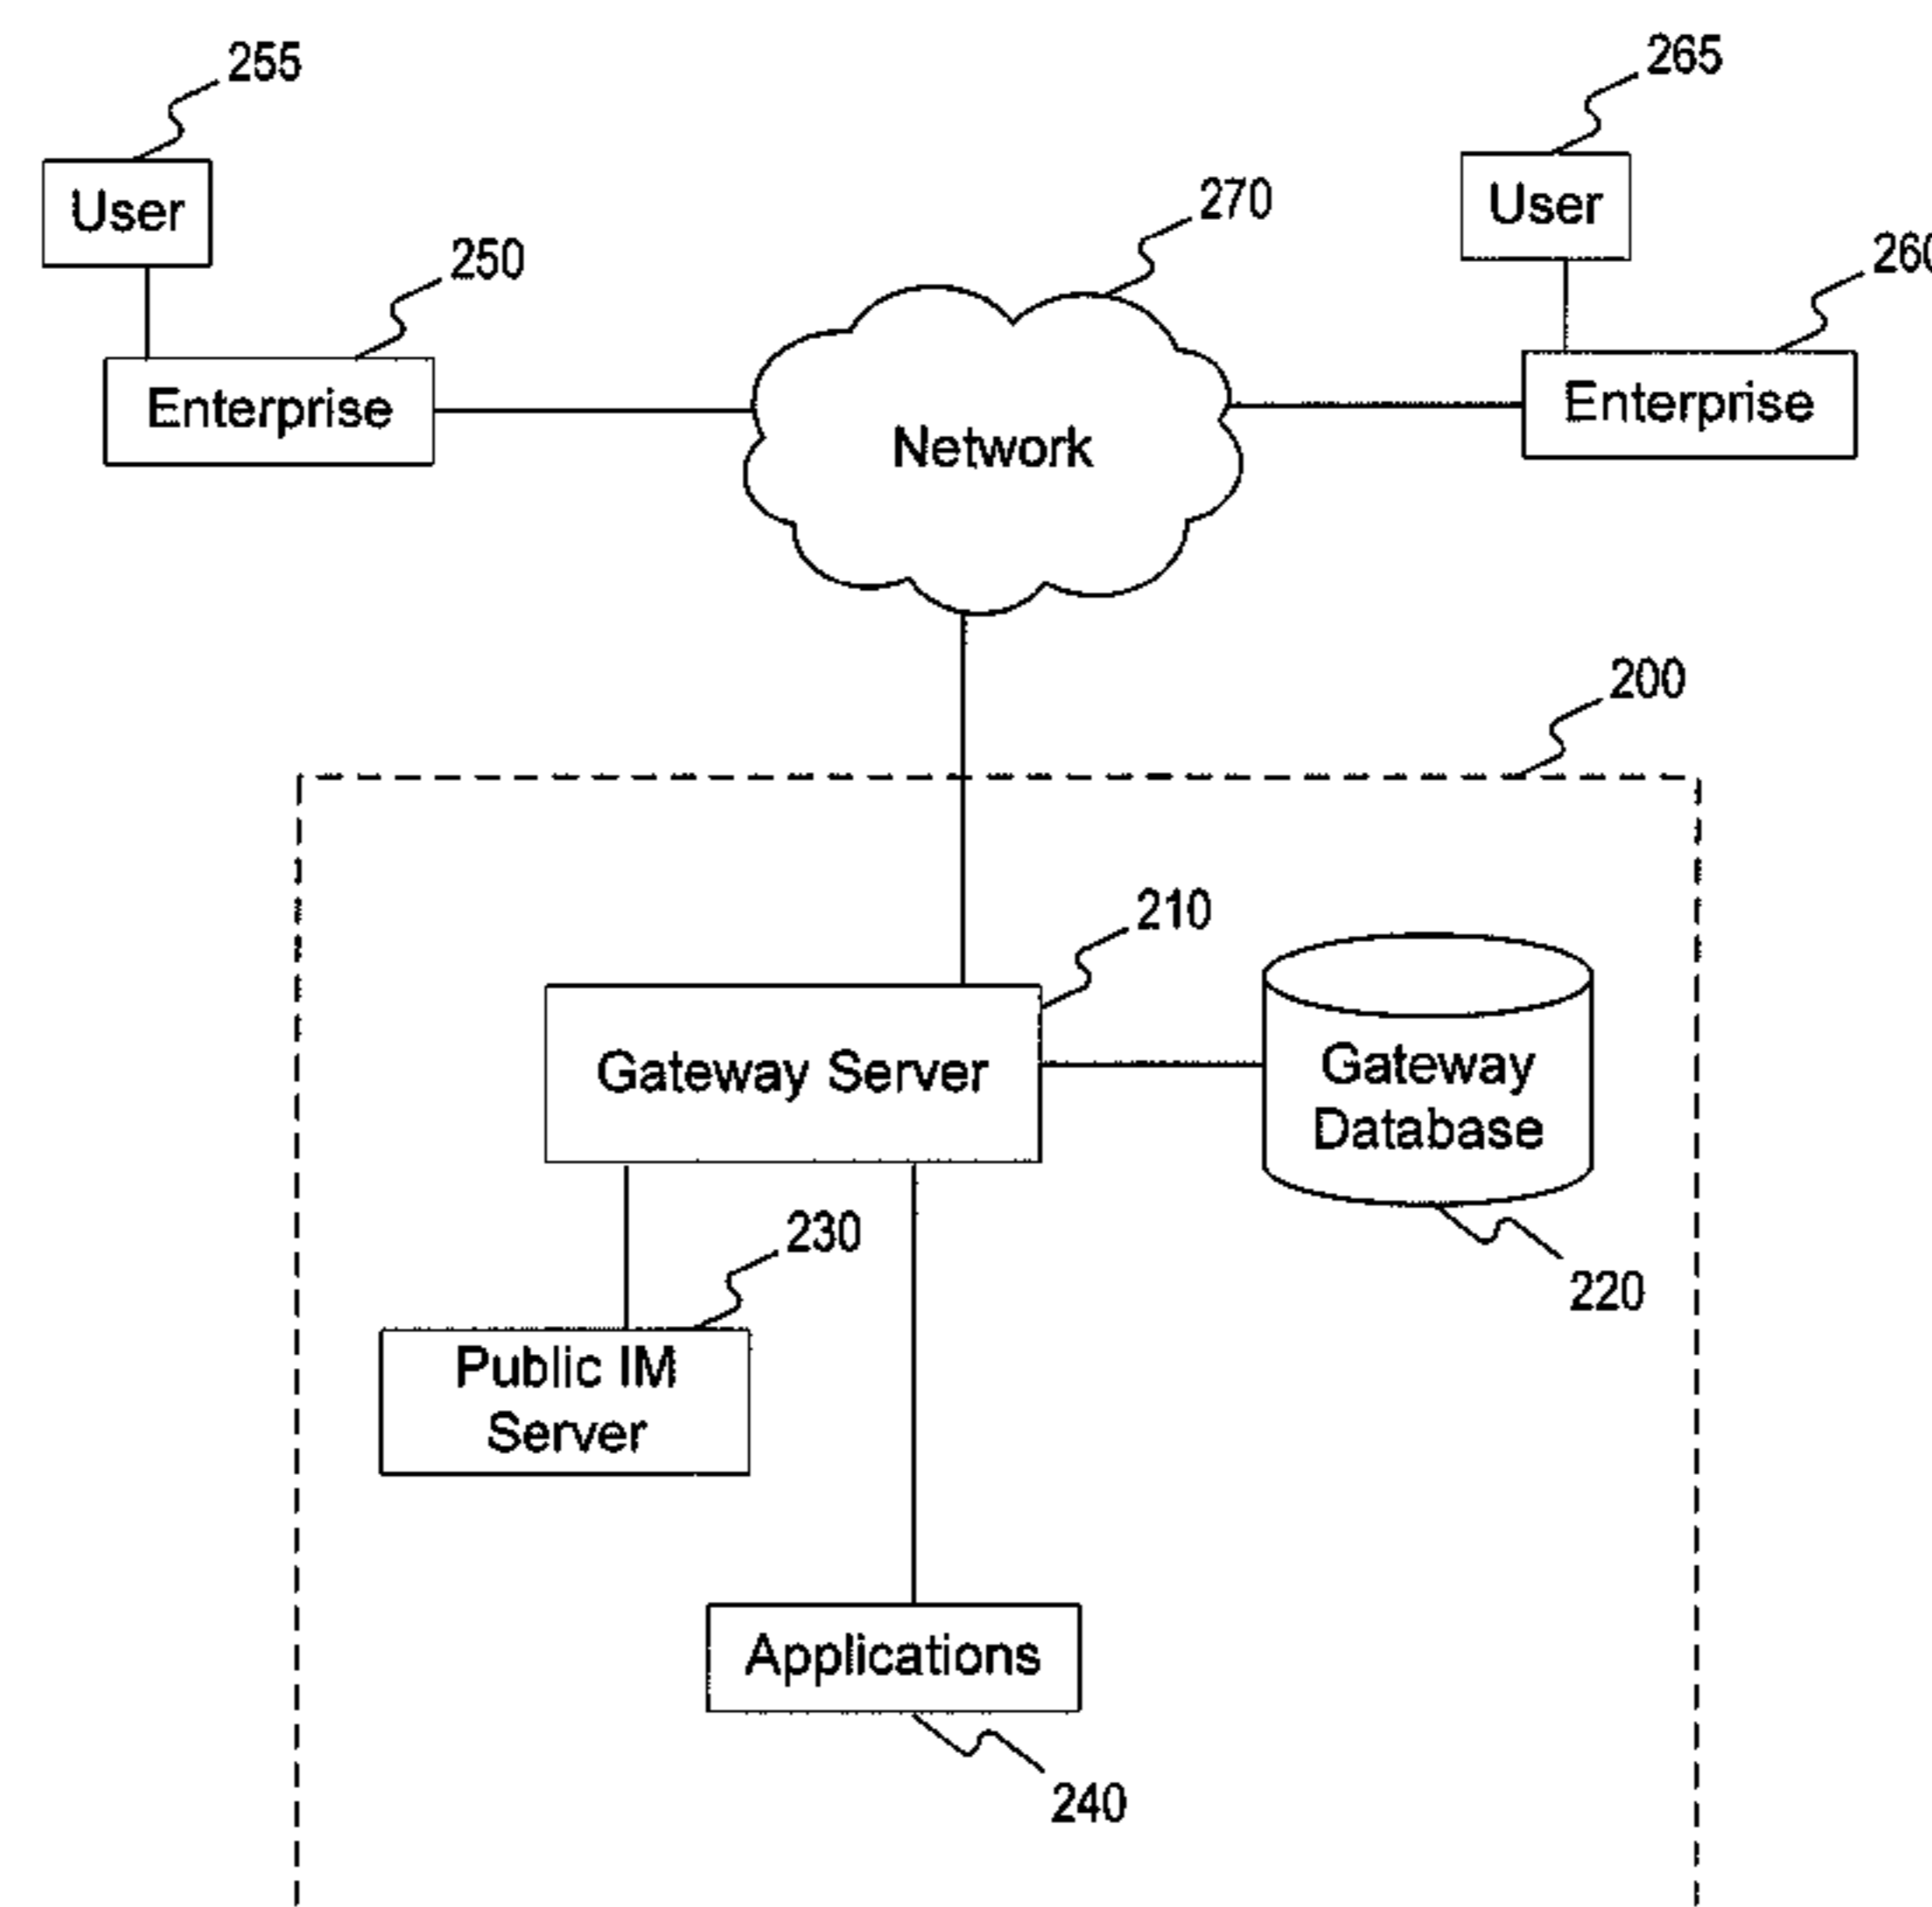 255
265
User
270
User
250
260
Enterprise
Enterprise
Network
200
210
Gateway Server
Gateway
Database
230
220
Public IM
Server
Applications
240